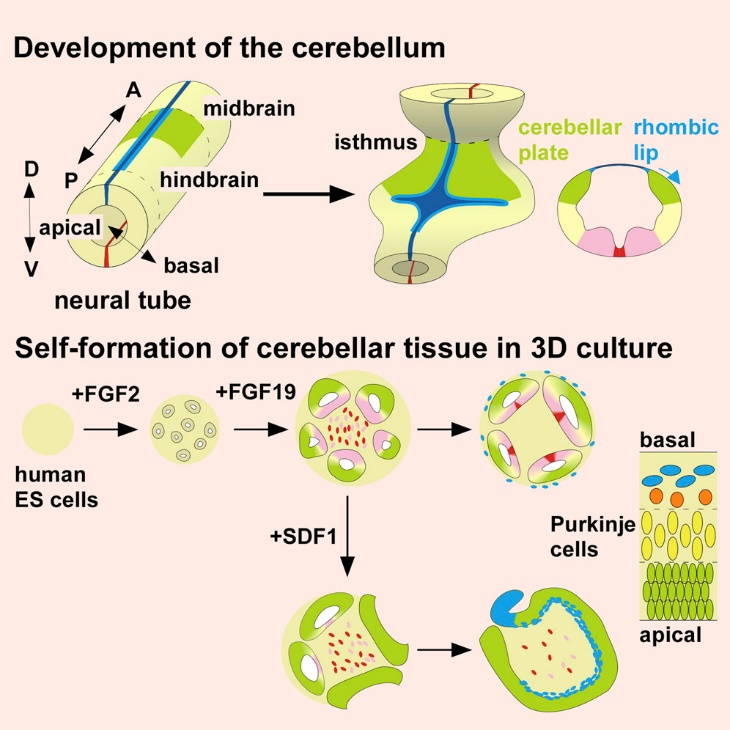 Development of the cerebellum
A
midbrain
D
P
hindbrain
apical
V
basal
neural tube
isthmus
cerebellar
plate
rhombic
lip
Self-formation of cerebellar tissue in 3D culture
+FGF2
+FGF19
human
ES cells
+SDF1
basal
Purkinje
cells
apical